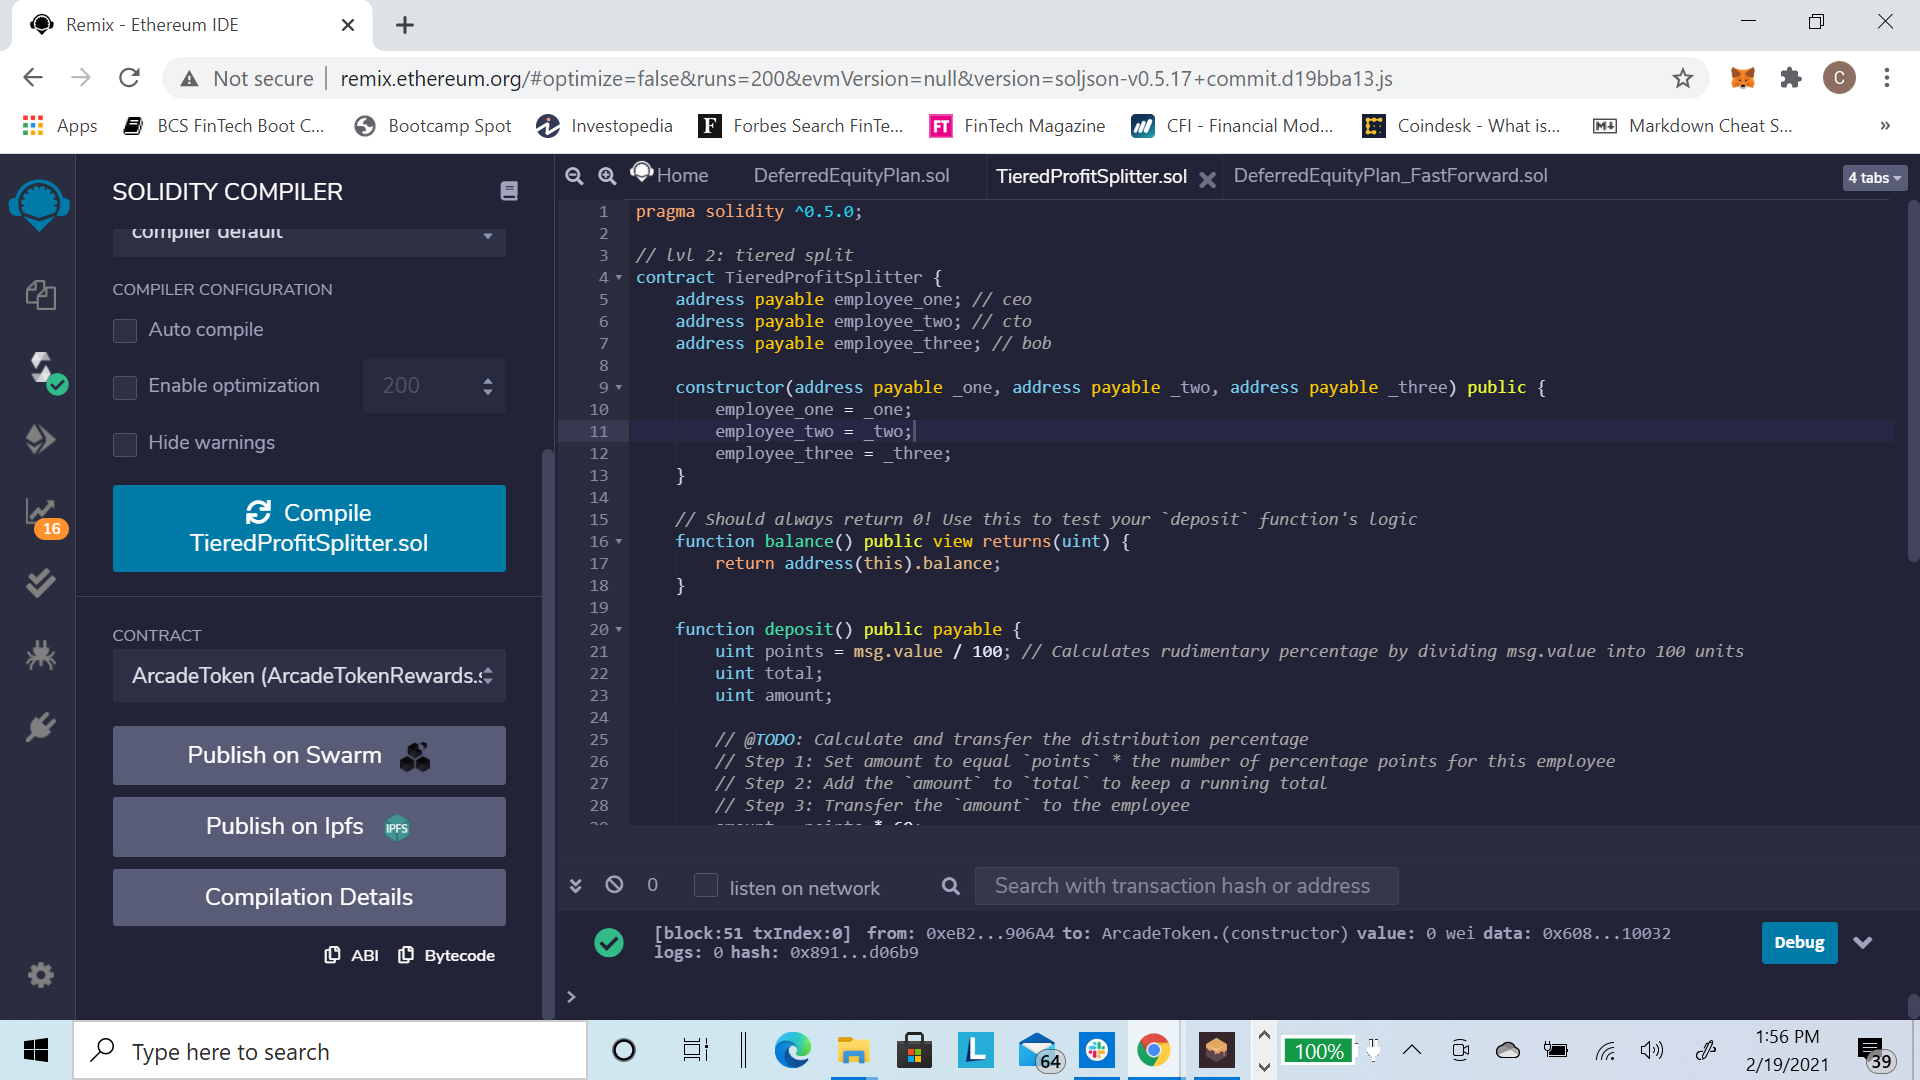 Remix - Ethereum IDE
Not secure | remix.ethereum.org/#optimize=false&runs=200&evmVersion=null&version=soljson-v0.5.17+commit.d19bba13.js
C
Apps
BCS FinTech Boot C...
Bootcamp Spot
Investopedia
F
Forbes Search FinTe...
FT
FinTech Magazine
CFI - Financial Mod...
Coindesk - What is...
Markdown Cheat S...
»
SOLIDITY COMPILER
compiler default
COMPILER CONFIGURATION
Auto compile
Enable optimization
200
Hide warnings
Compile
TieredProfitSplitter.sol
16
CONTRACT
ArcadeToken (ArcadeTokenRewards.s
Publish on Swarm
Publish on Ipfs
IPFS
Compilation Details
ABI
Bytecode
Home
DeferredEquityPlan.sol
TieredProfitSplitter.sol
DeferredEquityPlan_FastForward.sol
4 tabs
1 pragma solidity ^0.5.0;
2
3 // lvl 2: tiered split
4 contract TieredProfitSplitter {
5 address payable employee_one; // ceo
6 address payable employee_two; // cto
7 address payable employee_three; // bob
8
9 constructor(address payable _one, address payable _two, address payable _three) public {
10 employee_one = _one;
11 employee_two = _two;
12 employee_three = _three;
13 }
14
15 // Should always return 0! Use this to test your `deposit` function's logic
16 function balance() public view returns(uint) {
17 return address(this).balance;
18 }
19
20 function deposit() public payable {
21 uint points = msg.value / 100; // Calculates rudimentary percentage by dividing msg.value into 100 units
22 uint total;
23 uint amount;
24
25 // @TODO: Calculate and transfer the distribution percentage
26 // Step 1: Set amount to equal `points` * the number of percentage points for this employee
27 // Step 2: Add the `amount` to `total` to keep a running total
28 // Step 3: Transfer the `amount` to the employee
29 amount = points * 60;
0
listen on network
Search with transaction hash or address
[block:51 txIndex:0] from: 0xeB2...906A4 to: ArcadeToken.(constructor) value: 0 wei data: 0x608...10032
logs: 0 hash: 0x891...d06b9
Debug
>
Type here to search
L
64
100%
1:56 PM
2/19/2021
39